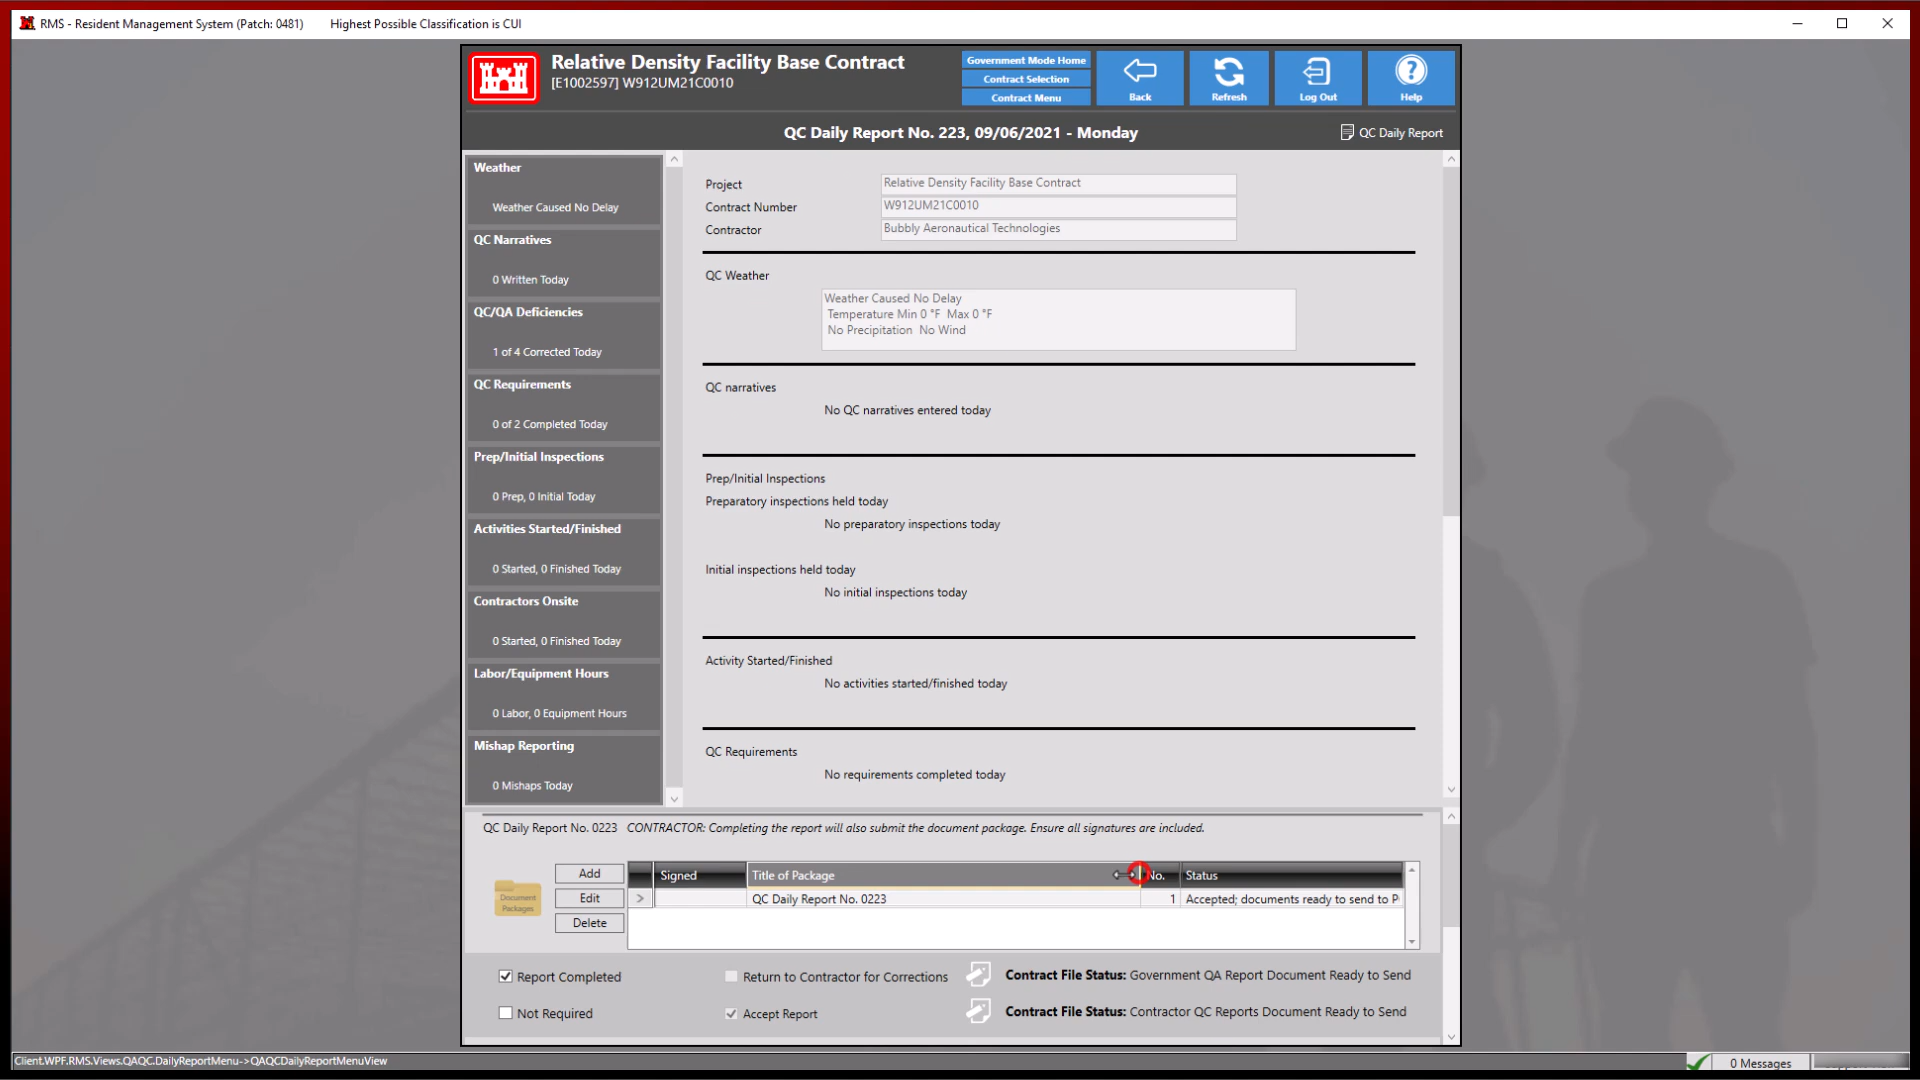 RMS - Resident Management System (Patch: 0481) Highest Possible Classification is CUI
Relative Density Facility Base Contract
[E1002597] W912UM21C0010
Government Mode Home
Contract Selection
Contract Menu
Back
Refresh
Log Out
Help
QC Daily Report No. 223, 09/06/2021 - Monday
QC Daily Report
Weather
Weather Caused No Delay
QC Narratives
0 Written Today
QC/QA Deficiencies
1 of 4 Corrected Today
QC Requirements
0 of 2 Completed Today
Prep/Initial Inspections
0 Prep, 0 Initial Today
Activities Started/Finished
0 Started, 0 Finished Today
Contractors Onsite
0 Started, 0 Finished Today
Labor/Equipment Hours
0 Labor, 0 Equipment Hours
Mishap Reporting
0 Mishaps Today
Project Relative Density Facility Base Contract
Contract Number W912UM21C0010
Contractor Bubbly Aeronautical Technologies
QC Weather
Weather Caused No Delay
Temperature Min 0 °F Max 0 °F
No Precipitation No Wind
QC narratives
No QC narratives entered today
Prep/Initial Inspections
Preparatory inspections held today
No preparatory inspections today
Initial inspections held today
No initial inspections today
Activity Started/Finished
No activities started/finished today
QC Requirements
No requirements completed today
QC Daily Report No. 0223 CONTRACTOR: Completing the report will also submit the document package. Ensure all signatures are included.
Document Packages
Add
Edit
Delete
Signed Title of Package No. Status
> QC Daily Report No. 0223 1 Accepted; documents ready to send to P
Report Completed Return to Contractor for Corrections Contract File Status: Government QA Report Document Ready to Send
Not Required Accept Report Contract File Status: Contractor QC Reports Document Ready to Send
Client.WPF.RMS.Views.QAQC.DailyReportMenu->QAQCDailyReportMenuView
0 Messages